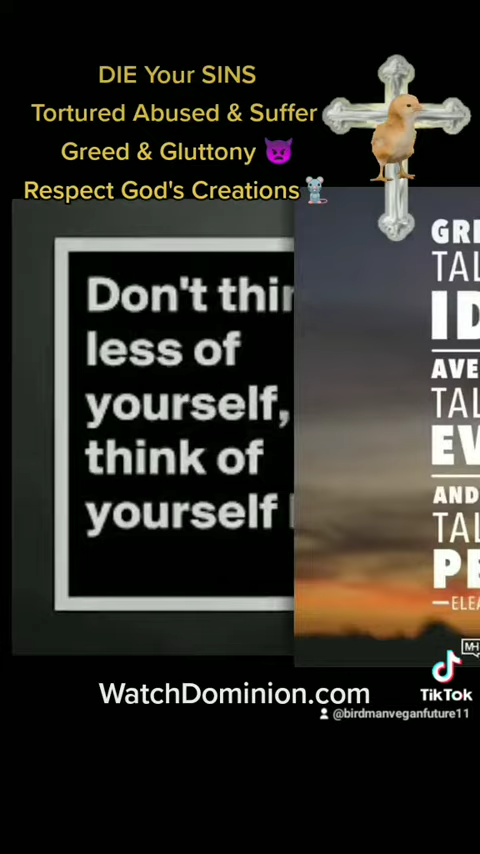 DIE Your SINS
Tortured Abused & Suffer
Greed & Gluttony 😈
Respect God's Creations🐁
Don't thin
less of
yourself,
think of
yourself
GRE
TAL
ID
AVE
TAL
EV
AND
TAL
PE
—ELEA
WatchDominion.com
TikTok
@birdmanveganfuture11